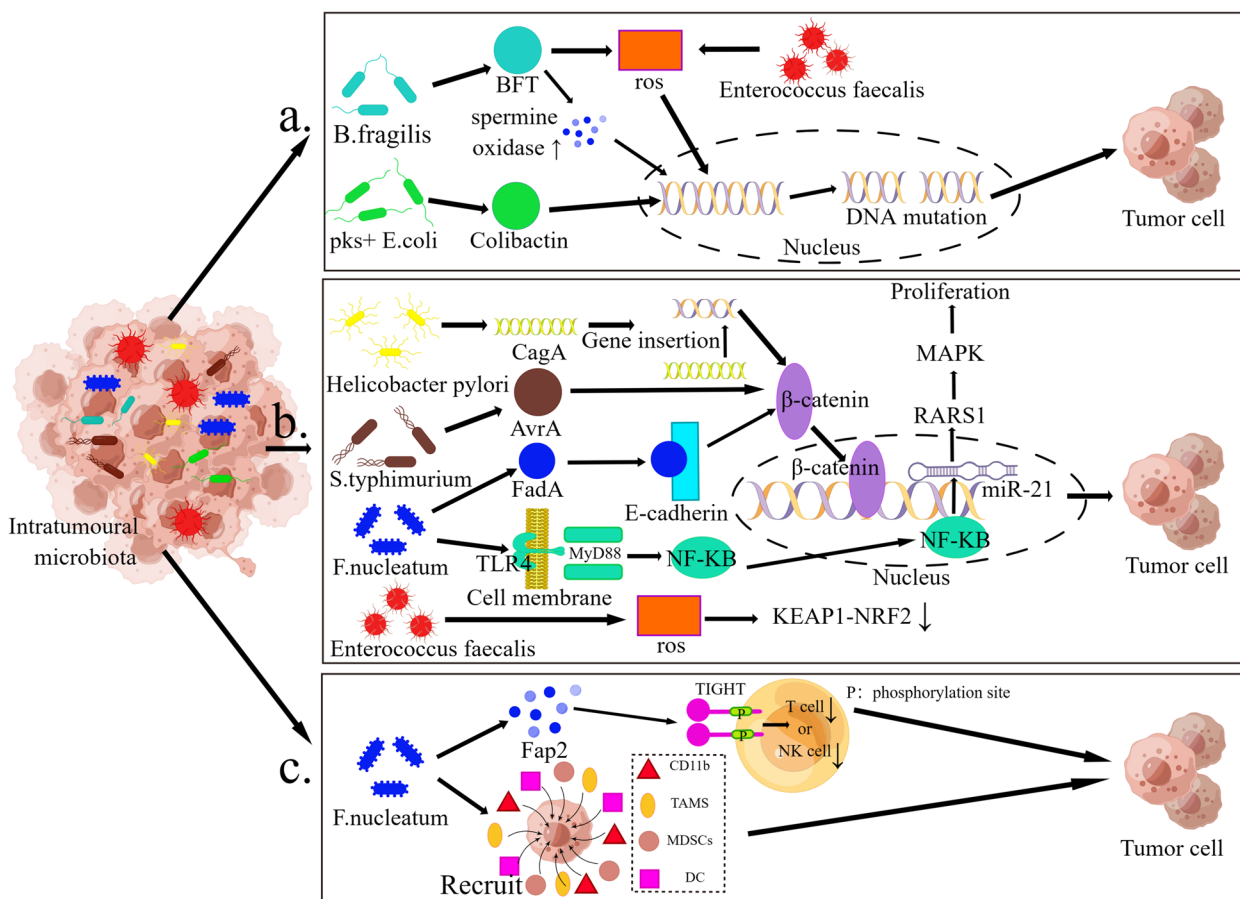 Intratumoural
microbiota
a.
B.fragilis
BFT
ros
Enterococcus faecalis
spermine
oxidase ↑
pks+ E.coli
Colibactin
DNA mutation
Nucleus
Tumor cell
b.
Helicobacter pylori
CagA
Gene insertion
Proliferation
MAPK
RARS1
S.typhimurium
AvrA
β-catenin
β-catenin
miR-21
FadA
E-cadherin
F.nucleatum
TLR4
MyD88
NF-KB
NF-KB
Cell membrane
Nucleus
Tumor cell
Enterococcus faecalis
ros
KEAP1-NRF2 ↓
c.
F.nucleatum
Fap2
TIGHT
P
P
T cell ↓
or
NK cell ↓
P: phosphorylation site
Recruit
CD11b
TAMS
MDSCs
DC
Tumor cell